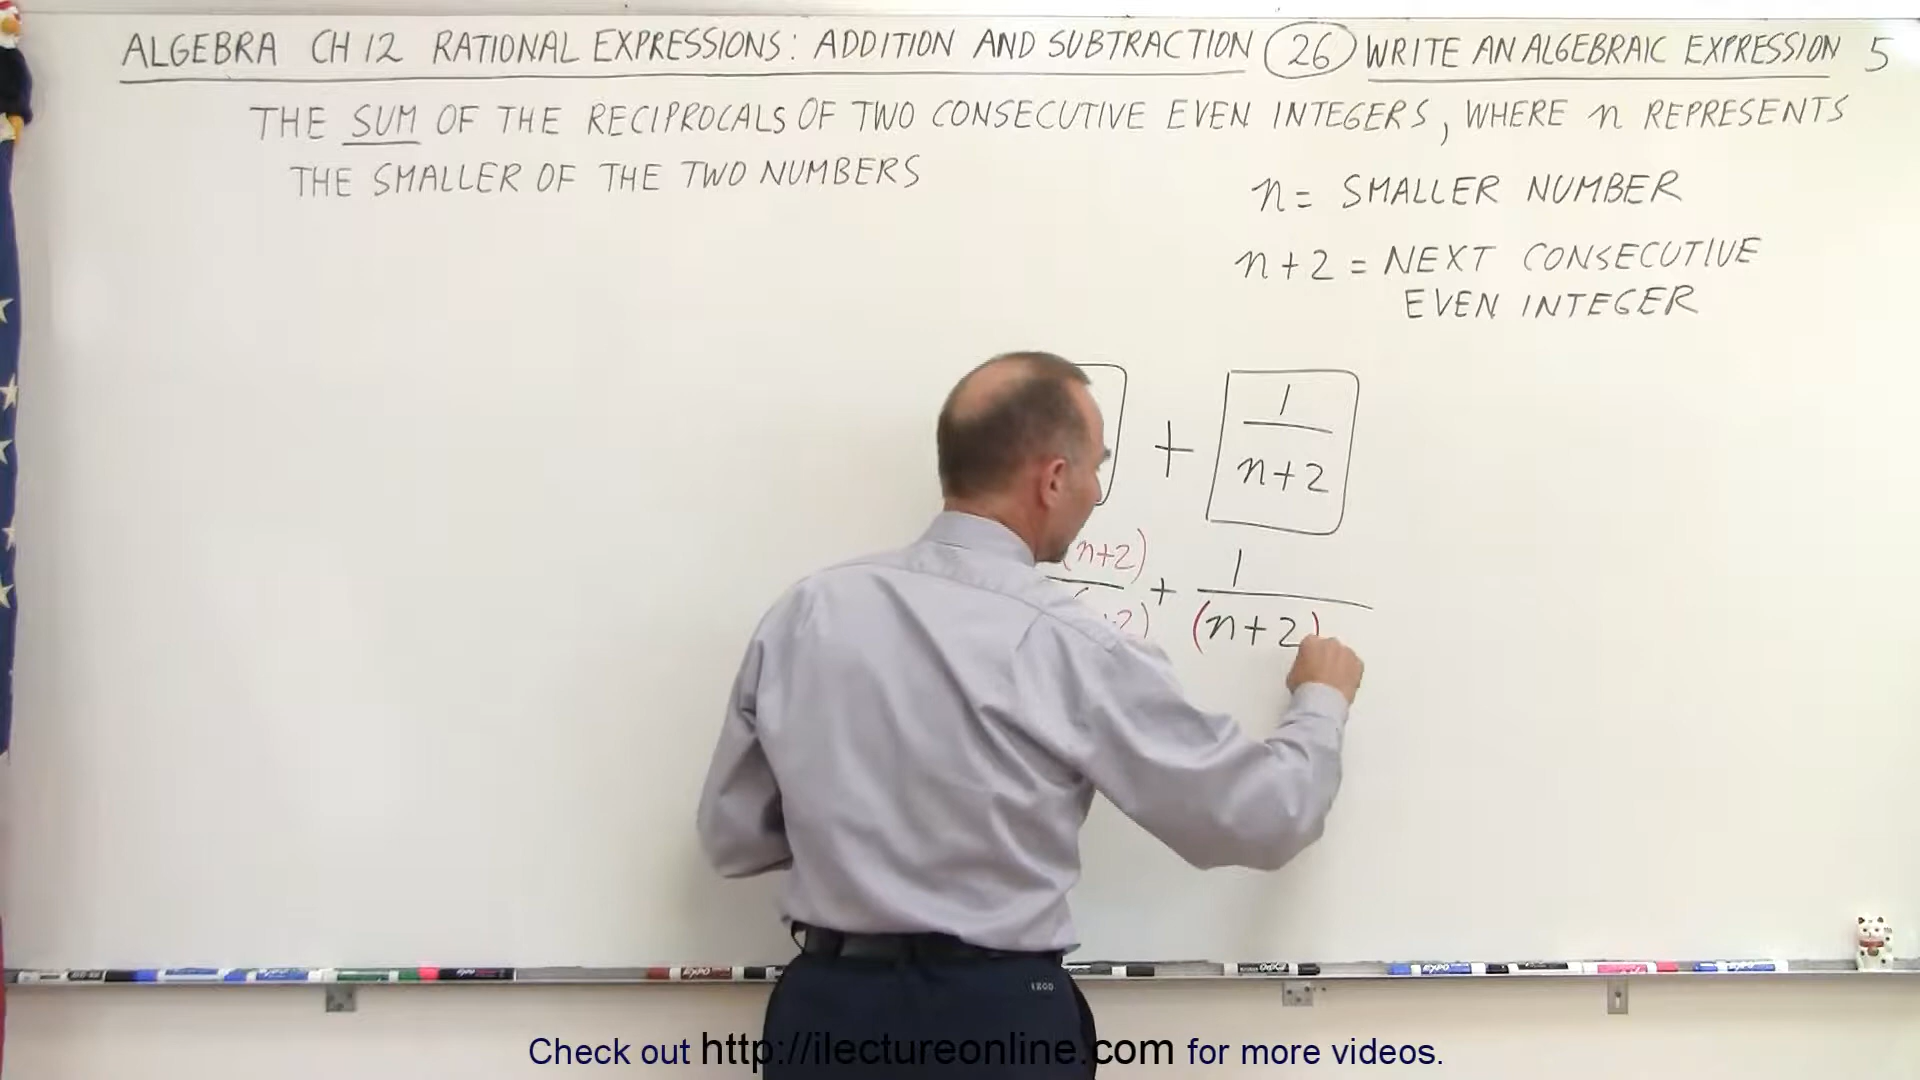 ALGEBRA CH 12 RATIONAL EXPRESSIONS: ADDITION AND SUBTRACTION 26 WRITE AN ALGEBRAIC EXPRESSION 5
THE SUM OF THE RECIPROCALS OF TWO CONSECUTIVE EVEN INTEGERS, WHERE n REPRESENTS
THE SMALLER OF THE TWO NUMBERS
n = SMALLER NUMBER
n+2 = NEXT CONSECUTIVE
EVEN INTEGER
+ 1/n+2
(n+2)
2) + 1/(n+2)
IZOD
Check out http://ilectureonline.com for more videos.